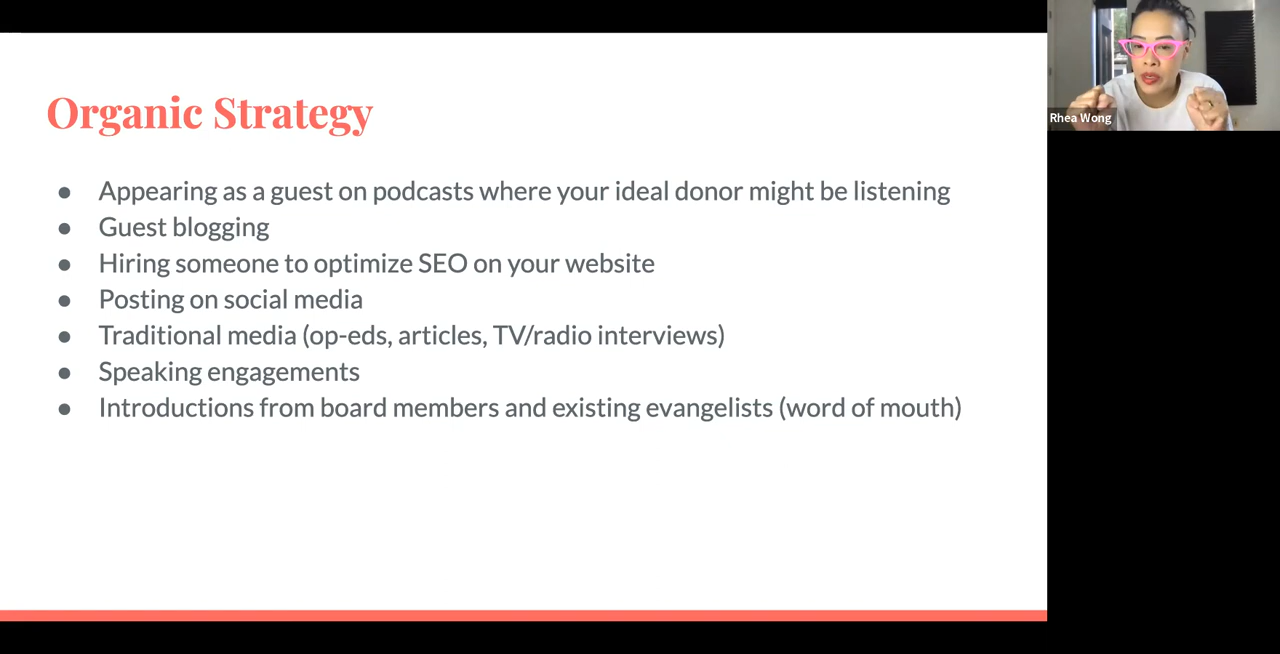 Organic Strategy
● Appearing as a guest on podcasts where your ideal donor might be listening
● Guest blogging
● Hiring someone to optimize SEO on your website
● Posting on social media
● Traditional media (op-eds, articles, TV/radio interviews)
● Speaking engagements
● Introductions from board members and existing evangelists (word of mouth)
Rhea Wong